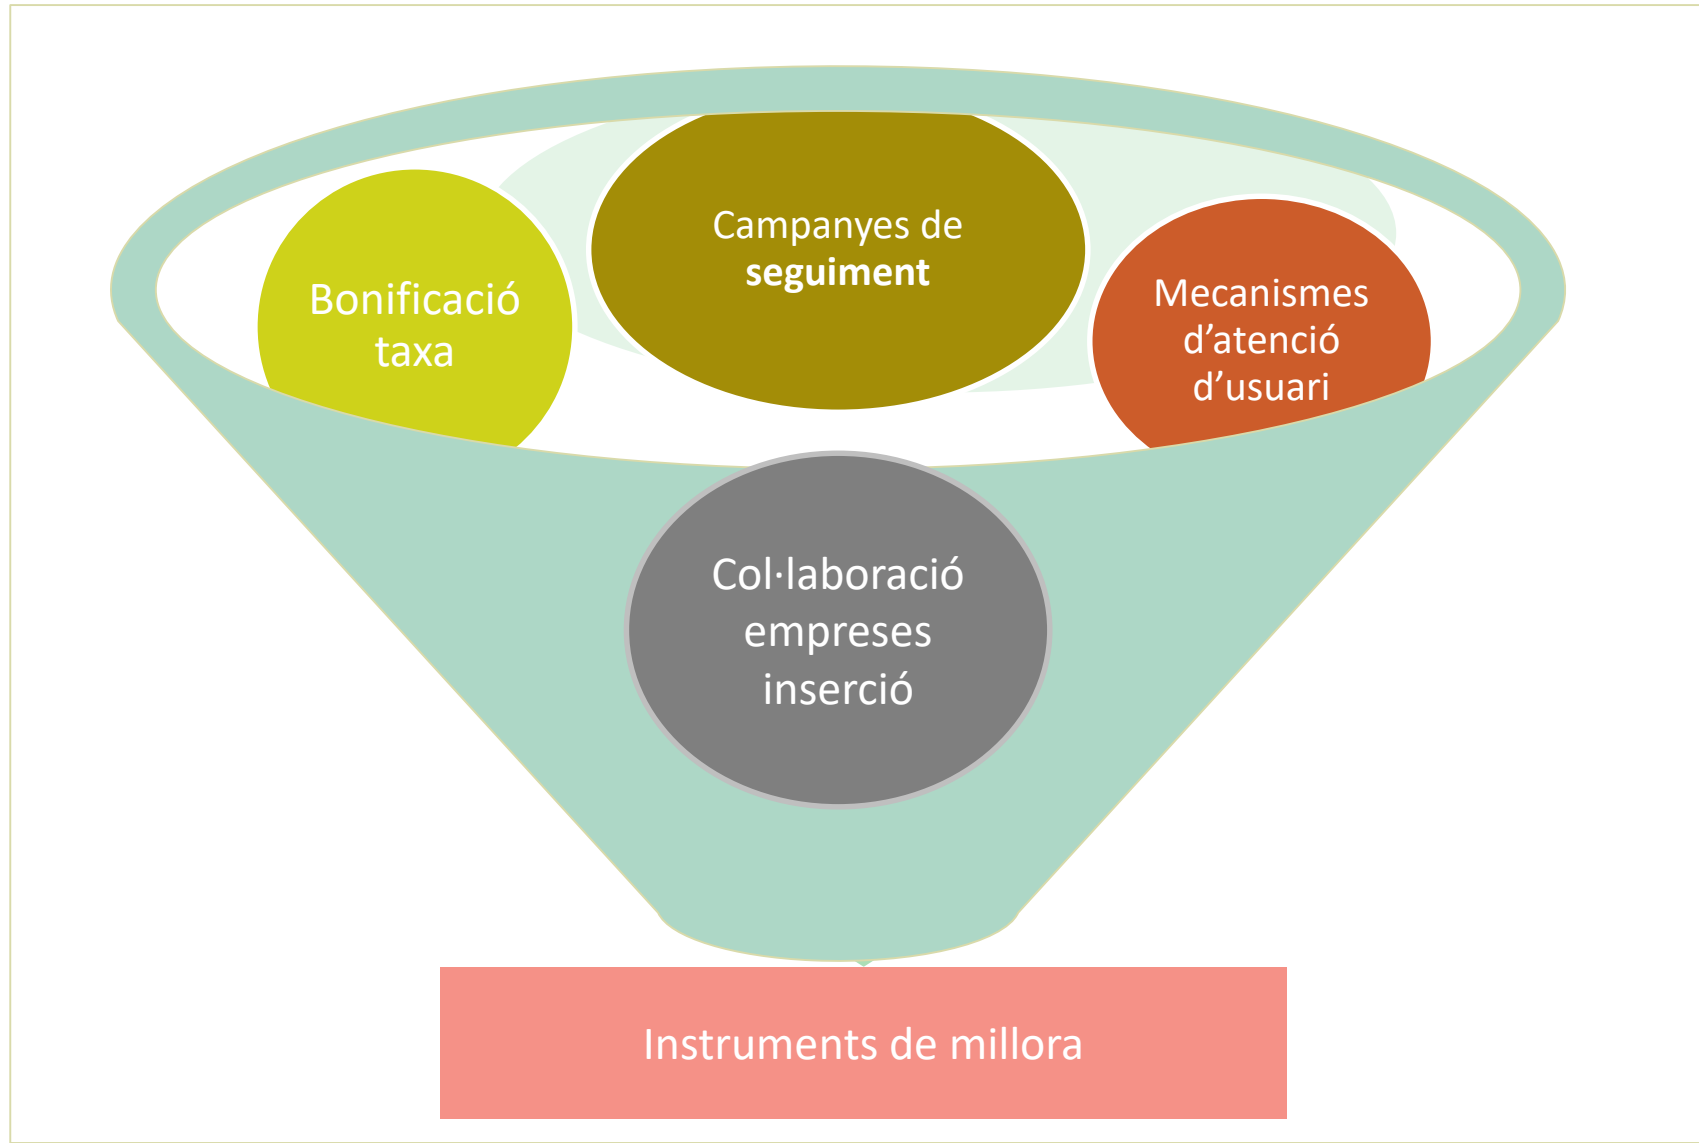 Campanyes de
seguiment
Bonificació
taxa
Mecanismes
d’atenció
d’usuari
Col·laboració
empreses
inserció
Instruments de millora